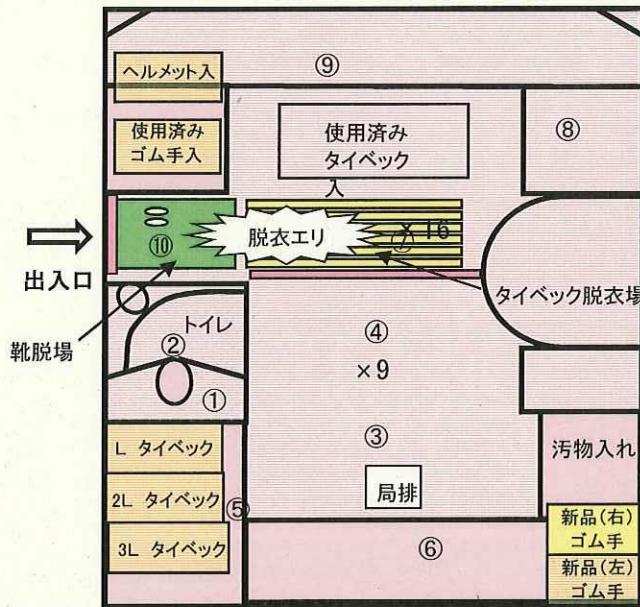 ヘルメット入
⑨
使用済み
ゴム手入
使用済み
タイベック
入
⑧
⑩
脱衣エリ
⑦
×16
出入口
タイベック脱衣場
靴脱場
トイレ
②
①
④
×9
③
局排
L タイベック
2L タイベック
3L タイベック
⑤
⑥
汚物入れ
新品(右)
ゴム手
新品(左)
ゴム手